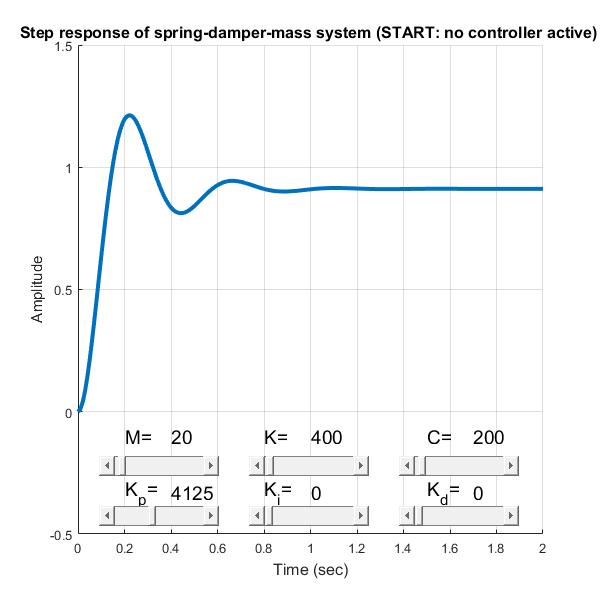 Step response of spring-damper-mass system (START: no controller active)
1.5
1
0.5
0
-0.5
Amplitude
M= 20 K= 400 C= 200
Kp= 4125 Ki= 0 Kd= 0
0 0.2 0.4 0.6 0.8 1 1.2 1.4 1.6 1.8 2
Time (sec)